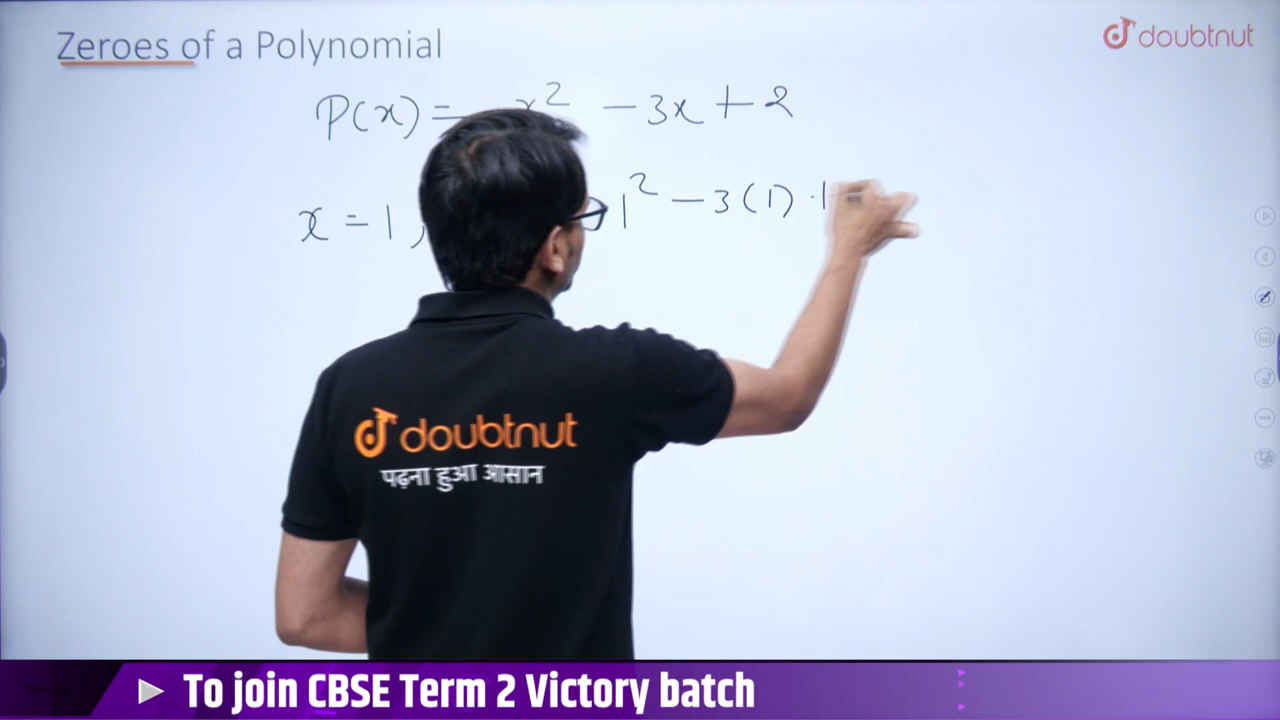 Zeroes of a Polynomial
doubtnut
P(x) = x² - 3x + 2
x = 1, 1² - 3(1)
doubtnut
पढ़ना हुआ आसान
To join CBSE Term 2 Victory batch